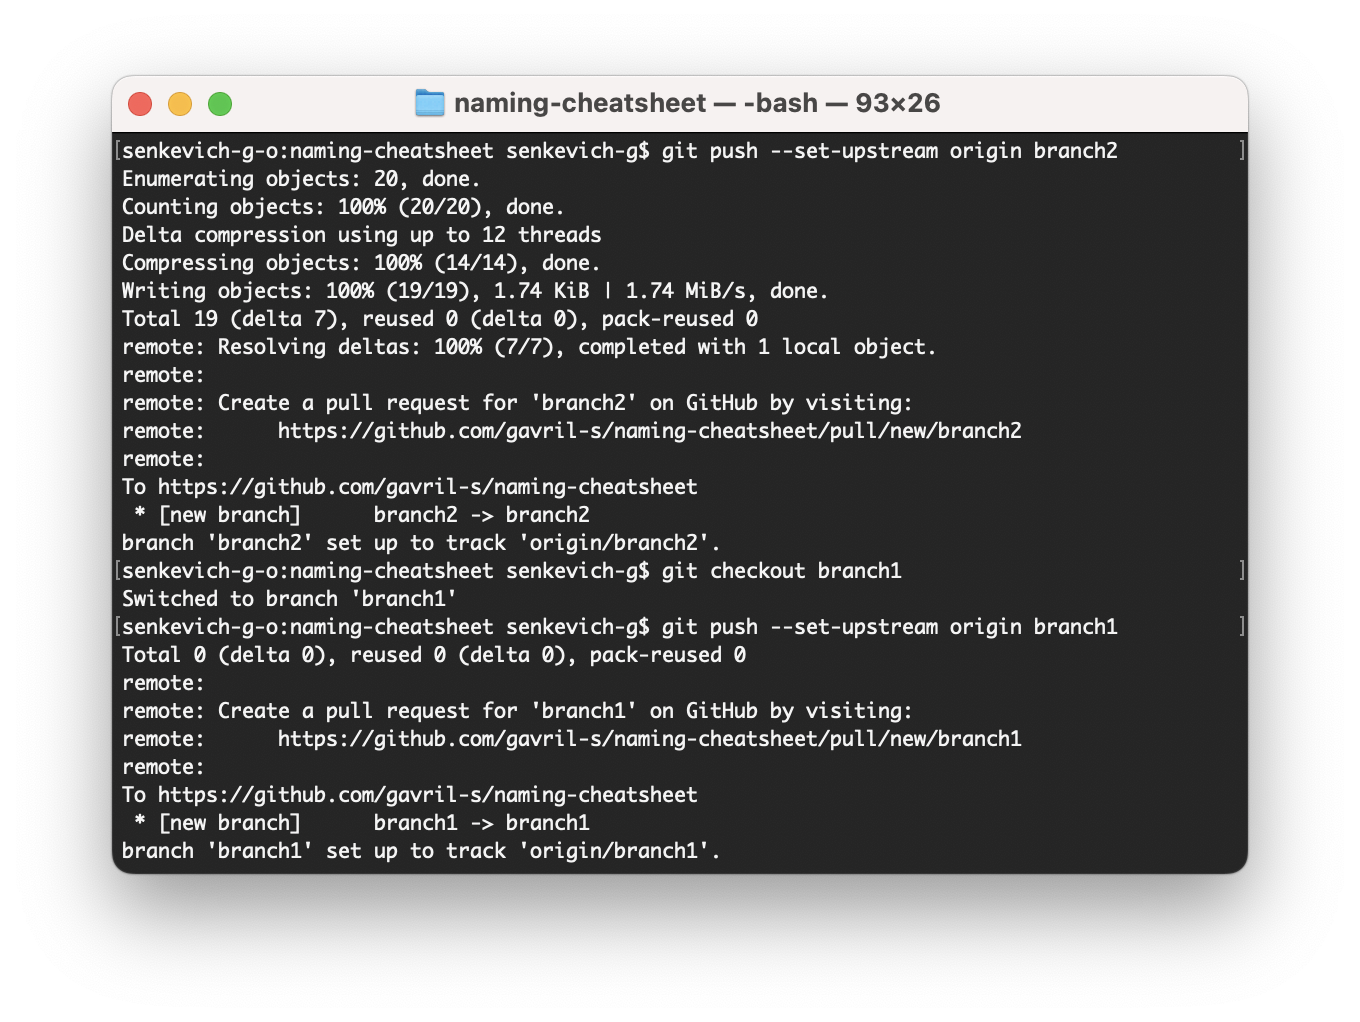 naming-cheatsheet — -bash — 93×26
[senkevich-g-o:naming-cheatsheet senkevich-g$ git push --set-upstream origin branch2 ]
Enumerating objects: 20, done.
Counting objects: 100% (20/20), done.
Delta compression using up to 12 threads
Compressing objects: 100% (14/14), done.
Writing objects: 100% (19/19), 1.74 KiB | 1.74 MiB/s, done.
Total 19 (delta 7), reused 0 (delta 0), pack-reused 0
remote: Resolving deltas: 100% (7/7), completed with 1 local object.
remote:
remote: Create a pull request for 'branch2' on GitHub by visiting:
remote:      https://github.com/gavril-s/naming-cheatsheet/pull/new/branch2
remote:
To https://github.com/gavril-s/naming-cheatsheet
 * [new branch]      branch2 -> branch2
branch 'branch2' set up to track 'origin/branch2'.
[senkevich-g-o:naming-cheatsheet senkevich-g$ git checkout branch1 ]
Switched to branch 'branch1'
[senkevich-g-o:naming-cheatsheet senkevich-g$ git push --set-upstream origin branch1 ]
Total 0 (delta 0), reused 0 (delta 0), pack-reused 0
remote:
remote: Create a pull request for 'branch1' on GitHub by visiting:
remote:      https://github.com/gavril-s/naming-cheatsheet/pull/new/branch1
remote:
To https://github.com/gavril-s/naming-cheatsheet
 * [new branch]      branch1 -> branch1
branch 'branch1' set up to track 'origin/branch1'.